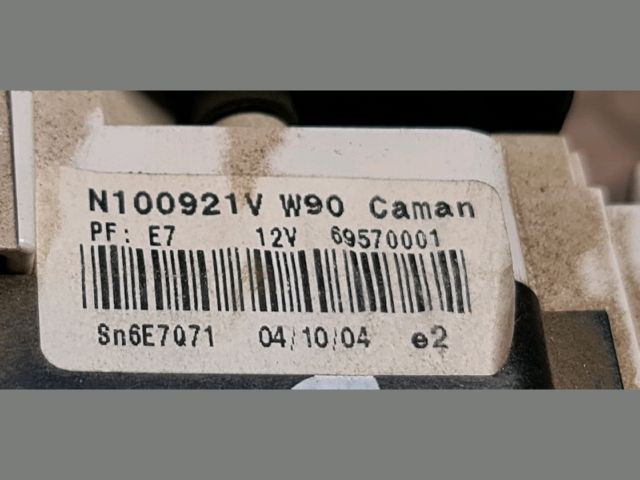 N100921V W90 Caman
PF: E7 12V 69570001
Sn6E7Q71 04/10/04 e2